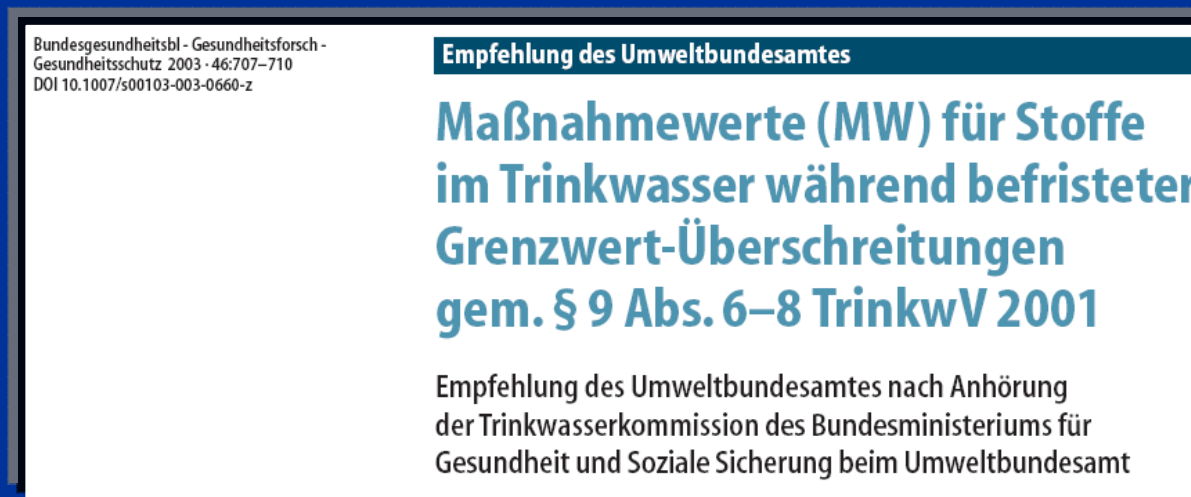 Bundesgesundheitsbl - Gesundheitsforsch -
Gesundheitsschutz 2003 · 46:707–710
DOI 10.1007/s00103-003-0660-z
Empfehlung des Umweltbundesamtes
Maßnahmewerte (MW) für Stoffe
im Trinkwasser während befristeter
Grenzwert-Überschreitungen
gem. § 9 Abs. 6–8 TrinkwV 2001
Empfehlung des Umweltbundesamtes nach Anhörung
der Trinkwasserkommission des Bundesministeriums für
Gesundheit und Soziale Sicherung beim Umweltbundesamt